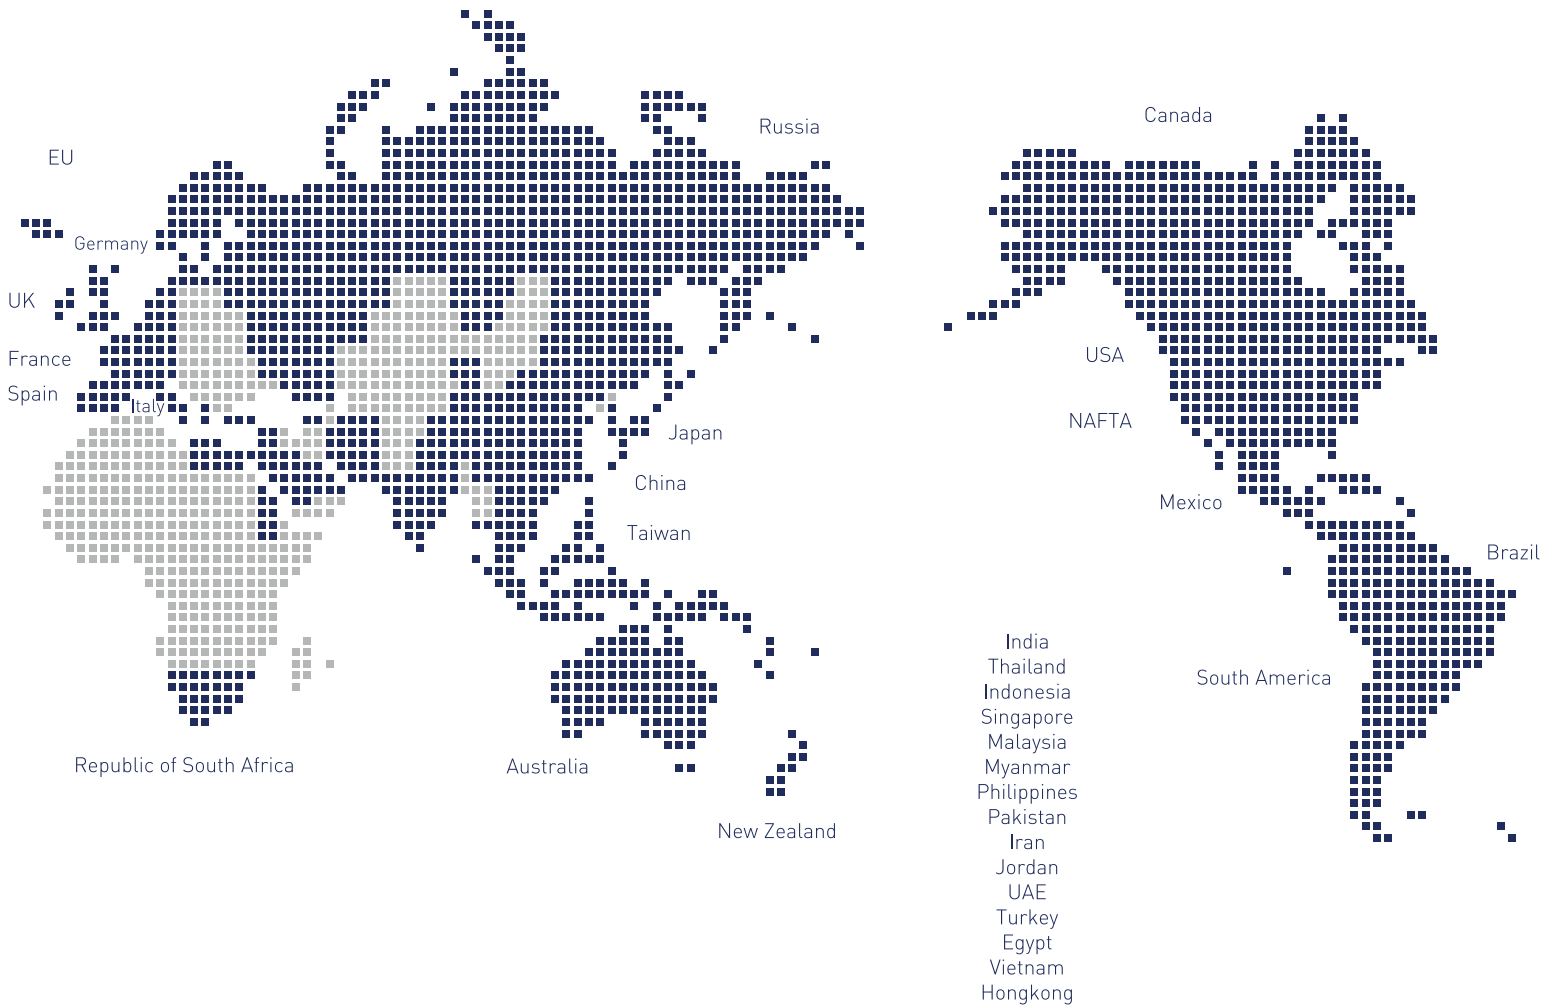 Canada
Russia
EU
Germany
UK
France
USA
Spain
Italy
NAFTA
Japan
China
Mexico
Taiwan
Brazil
South America
Republic of South Africa
Australia
New Zealand
India
Thailand
Indonesia
Singapore
Malaysia
Myanmar
Philippines
Pakistan
Iran
Jordan
UAE
Turkey
Egypt
Vietnam
Hongkong